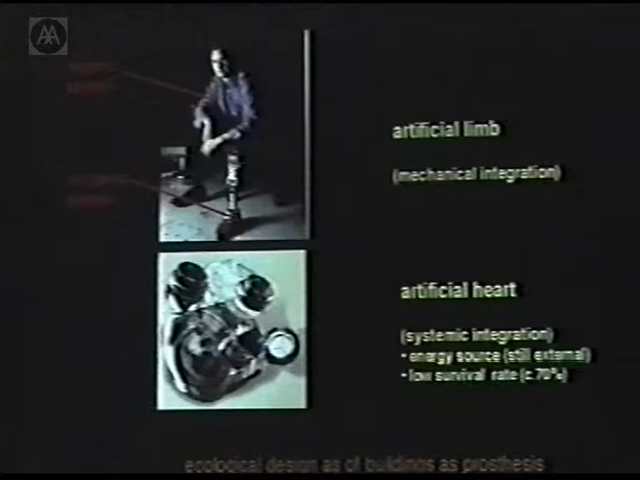 AA
artificial limb
(mechanical integration)
artificial heart
(systemic integration)
• energy source (still external)
• low survival rate (c.70%)
ecological design as of buildings as prosthesis